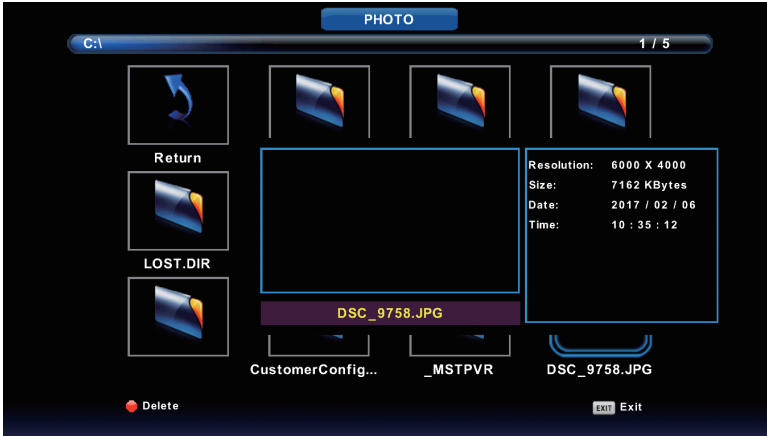 PHOTO
C:\ 1 / 5
Return
Resolution: 6000 X 4000
Size: 7162 KBytes
Date: 2017 / 02 / 06
Time: 10 : 35 : 12
LOST.DIR
DSC_9758.JPG
CustomerConfig... _MSTPVR DSC_9758.JPG
Delete EXIT Exit